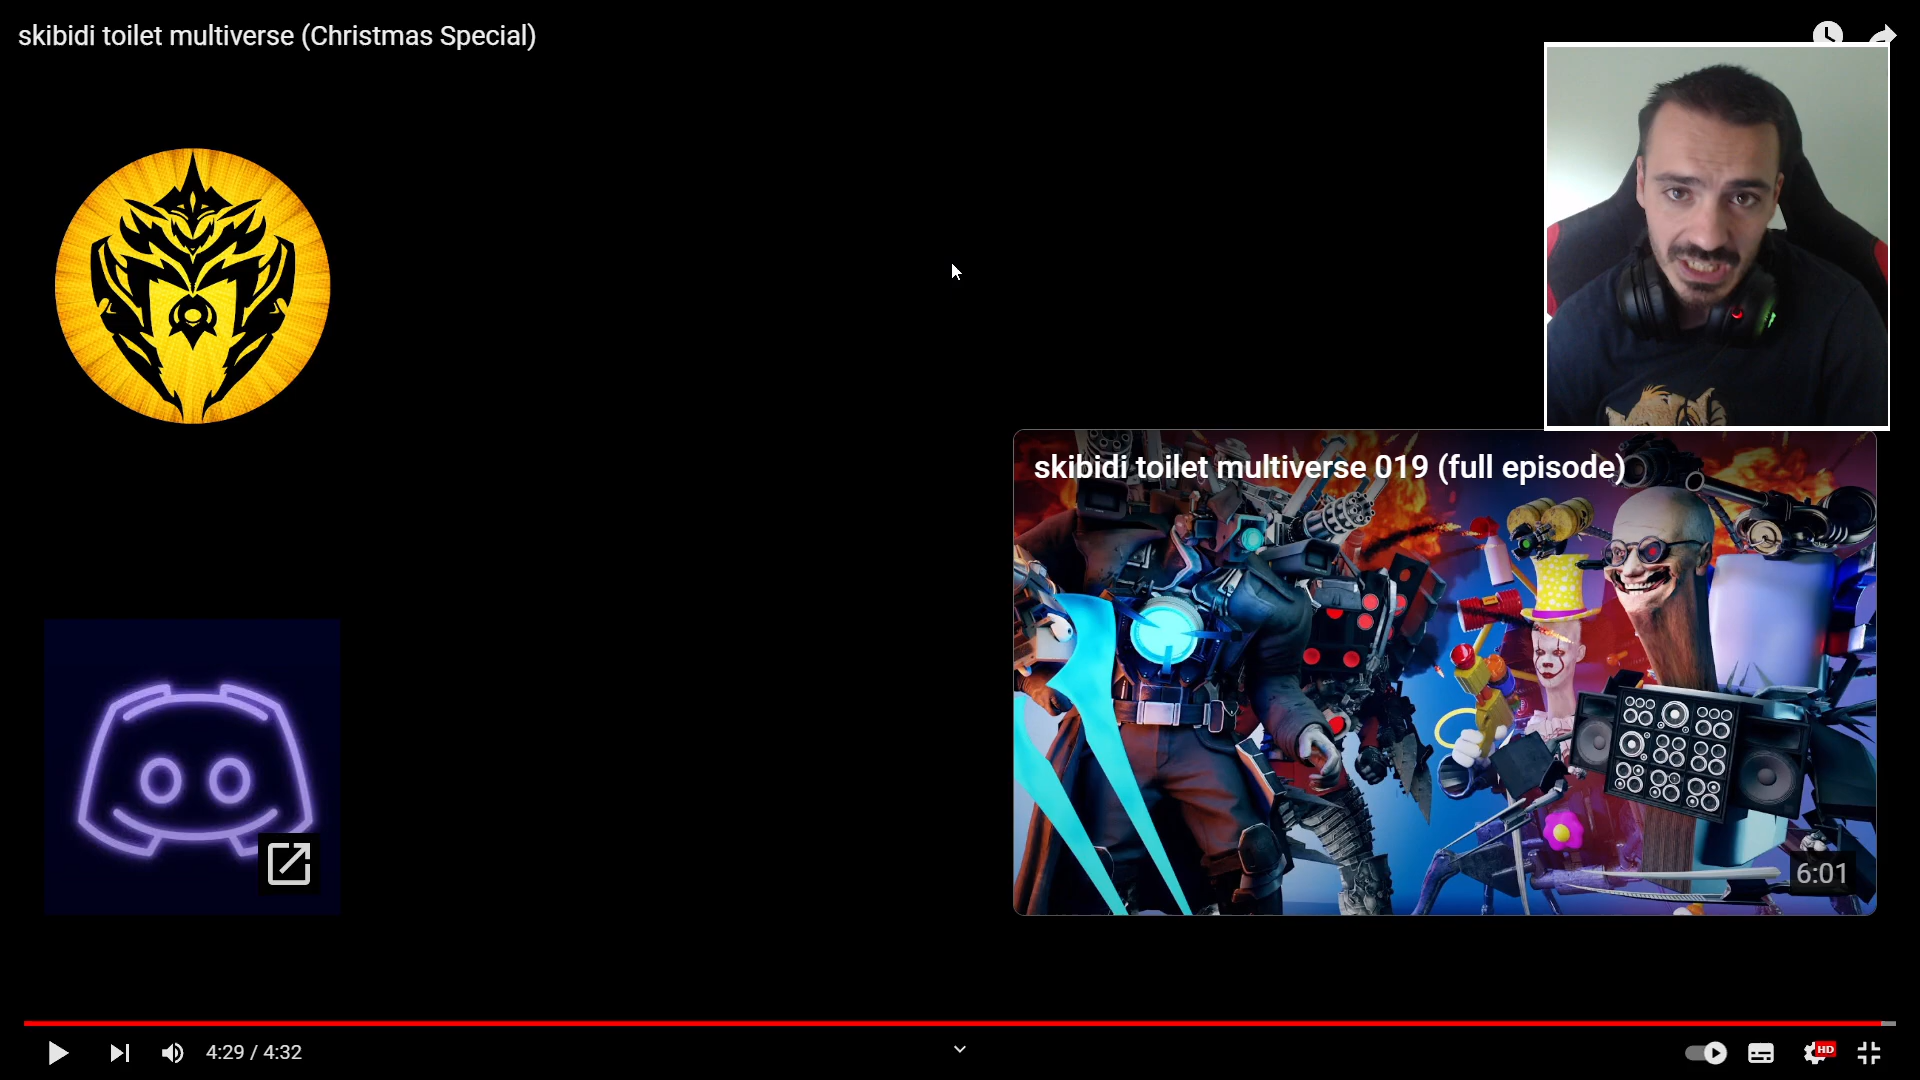 skibidi toilet multiverse (Christmas Special)
skibidi toilet multiverse 019 (full episode)
6:01
4:29 / 4:32
HD